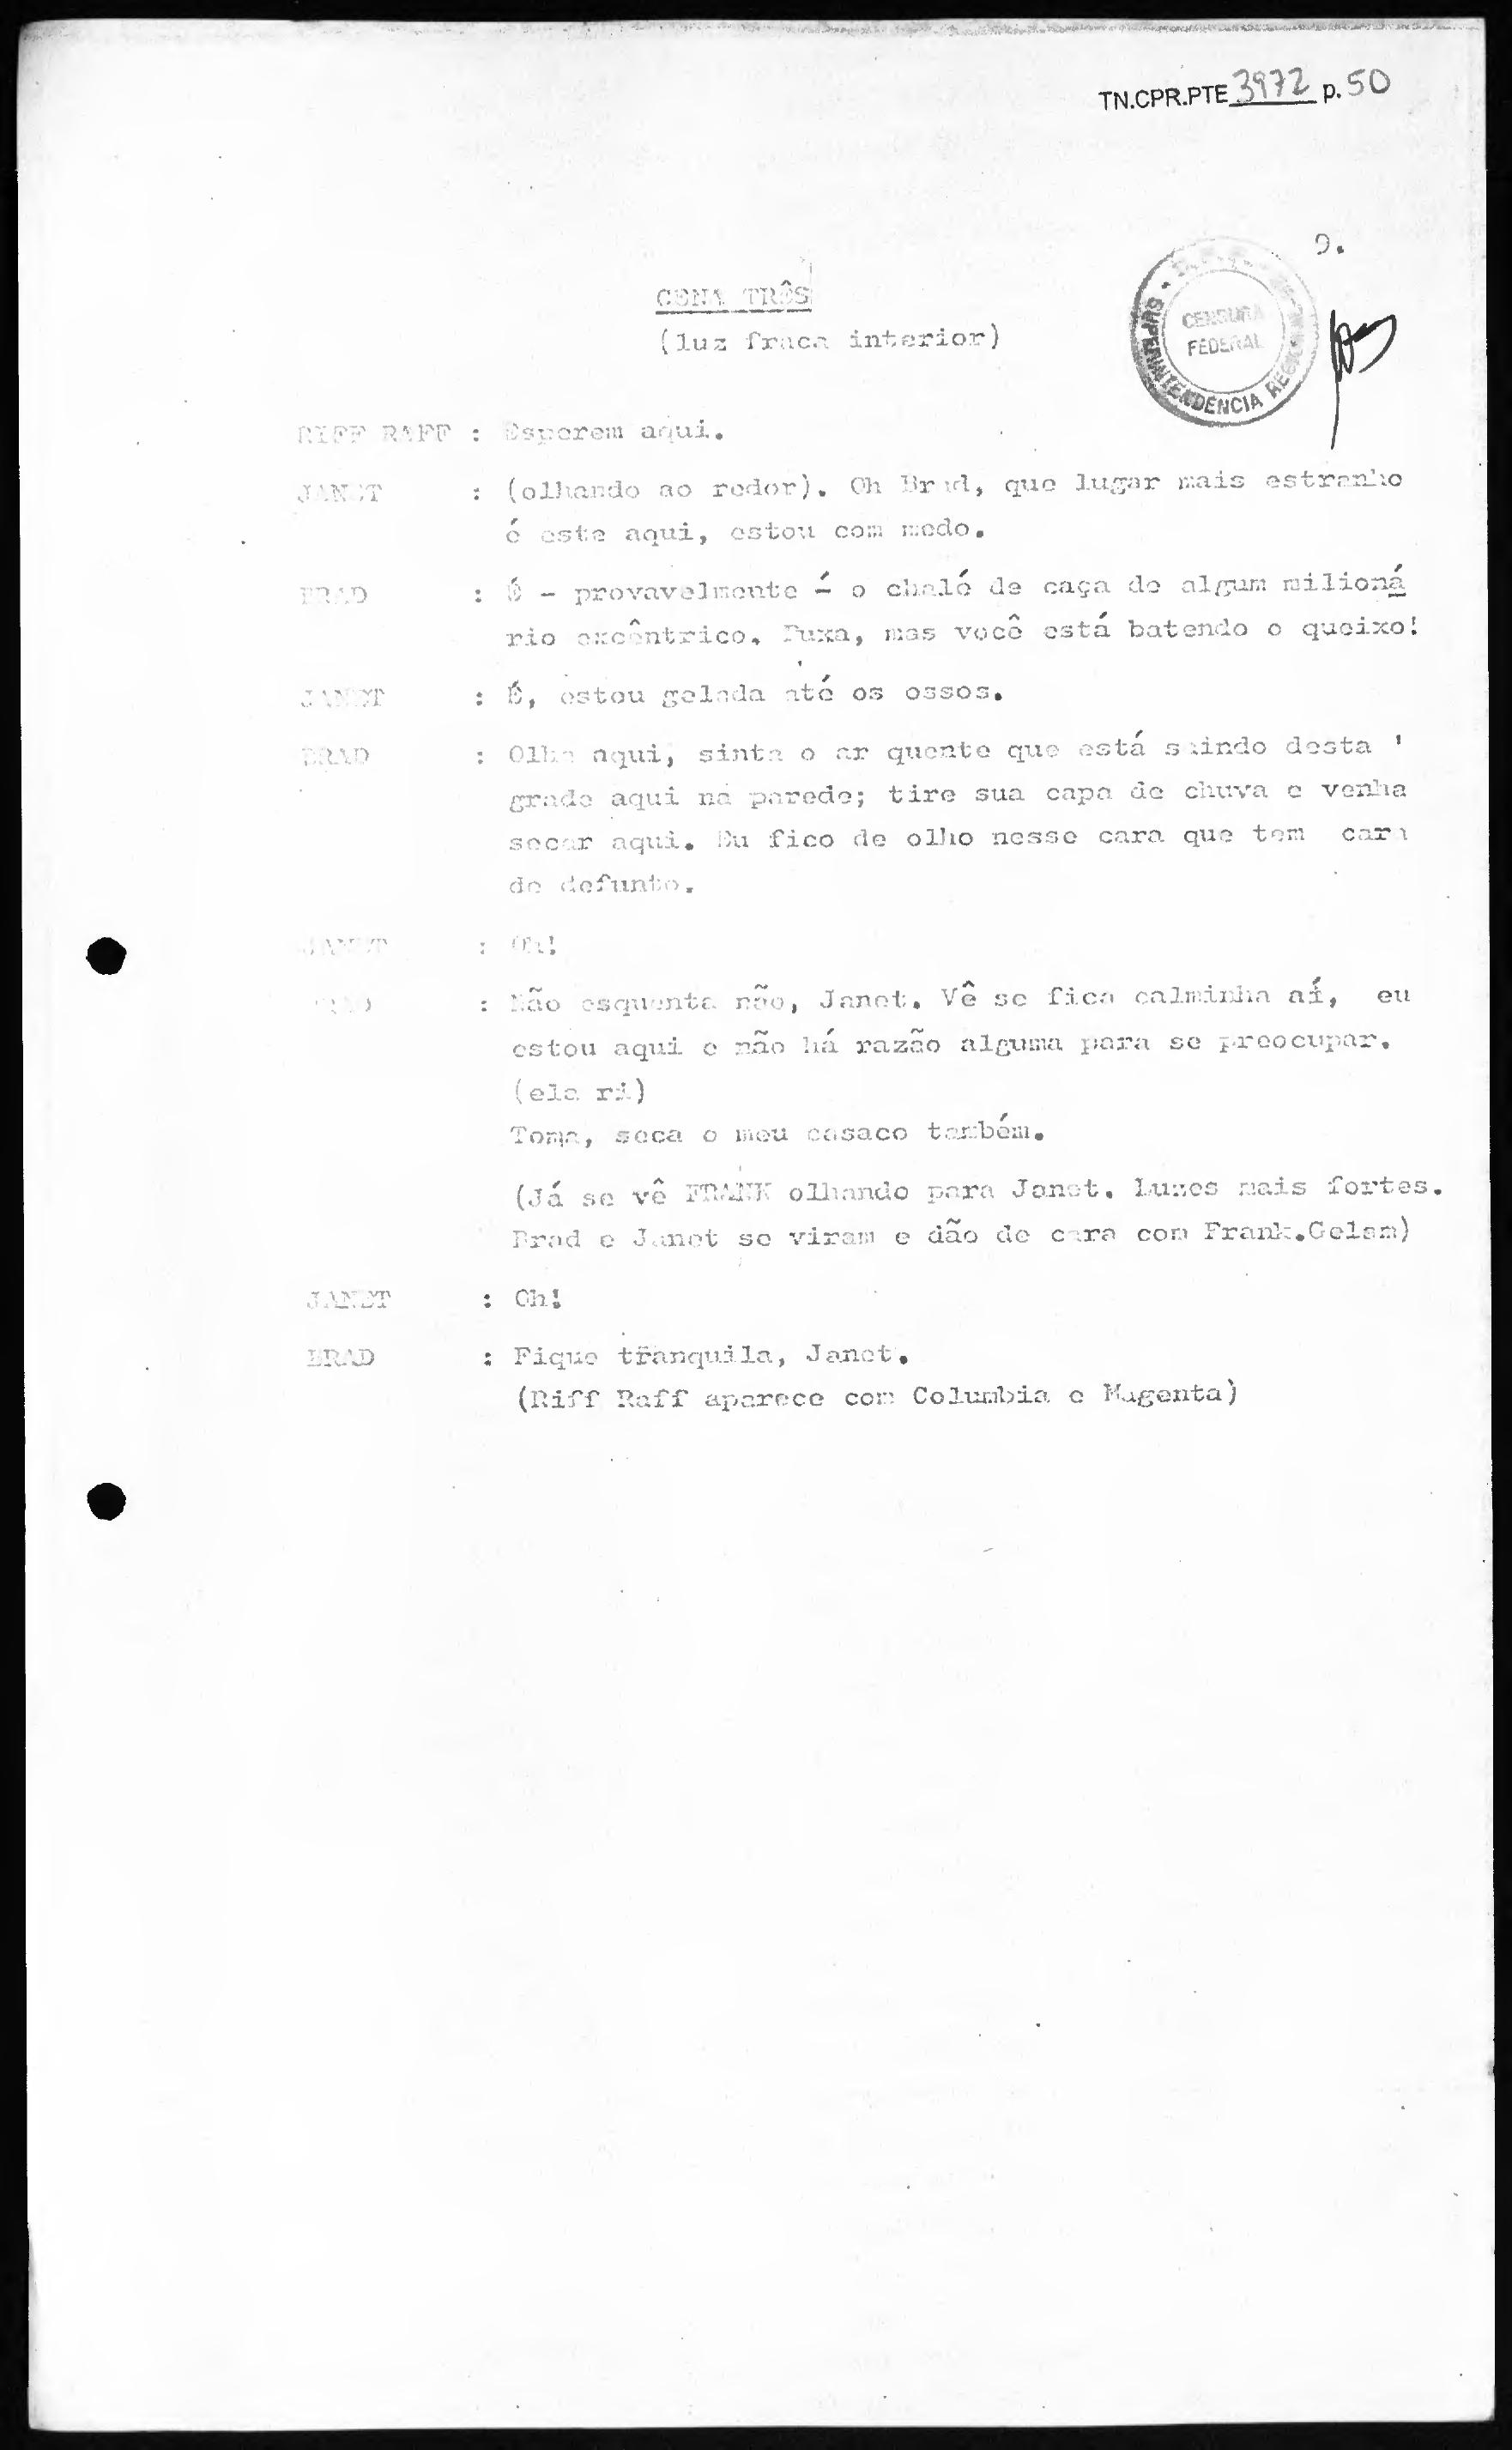 TN.CPR.PTE 3972 p. 50
9.
CENSURA
FEDERAL
SUPERINTENDÊNCIA
CENA TRÊS
(luz fraca interior)
RIFF RAFF : Esperem aqui.
JANET : (olhando ao redor). Oh Brad, que lugar mais estranho
é este aqui, estou com medo.
BRAD : É - provavelmente - o chalé de caça de algum milioná
rio excêntrico. Puxa, mas você está batendo o queixo!
JANET : É, estou gelada até os ossos.
BRAD : Olha aqui, sinta o ar quente que está saindo desta '
grade aqui na parede; tire sua capa de chuva e venha
secar aqui. Eu fico de olho nesse cara que tem cara
de defunto.
JANET : Oh!
BRAD : Não esquenta não, Janet. Vê se fica calminha aí, eu
estou aqui e não há razão alguma para se preocupar.
(ela ri)
Toma, seca o meu casaco também.
(Já se vê FRANK olhando para Janet. Luzes mais fortes.
Brad e Janet se viram e dão de cara com Frank.Gelam)
JANET : Oh!
BRAD : Fique tranquila, Janet.
(Riff Raff aparece com Columbia e Magenta)